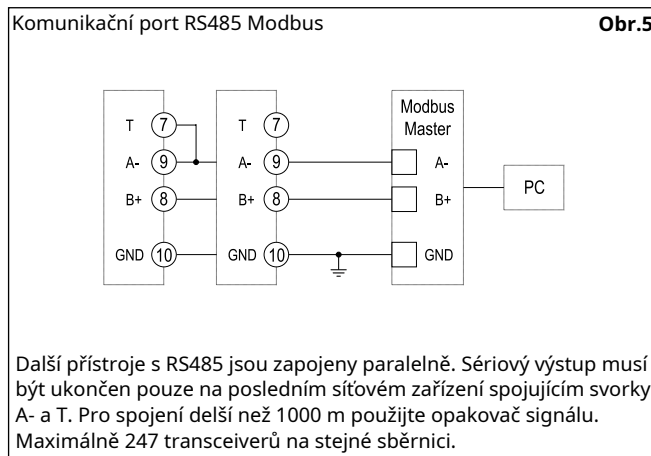 Komunikační port RS485 Modbus
Obr.5
T 7 T 7 Modbus
Master
A- 9 A- 9 A-
B+ 8 B+ 8 B+ PC
GND 10 GND 10 GND
Další přístroje s RS485 jsou zapojeny paralelně. Sériový výstup musí
být ukončen pouze na posledním síťovém zařízení spojujícím svorky
A- a T. Pro spojení delší než 1000 m použijte opakovač signálu.
Maximálně 247 transceiverů na stejné sběrnici.